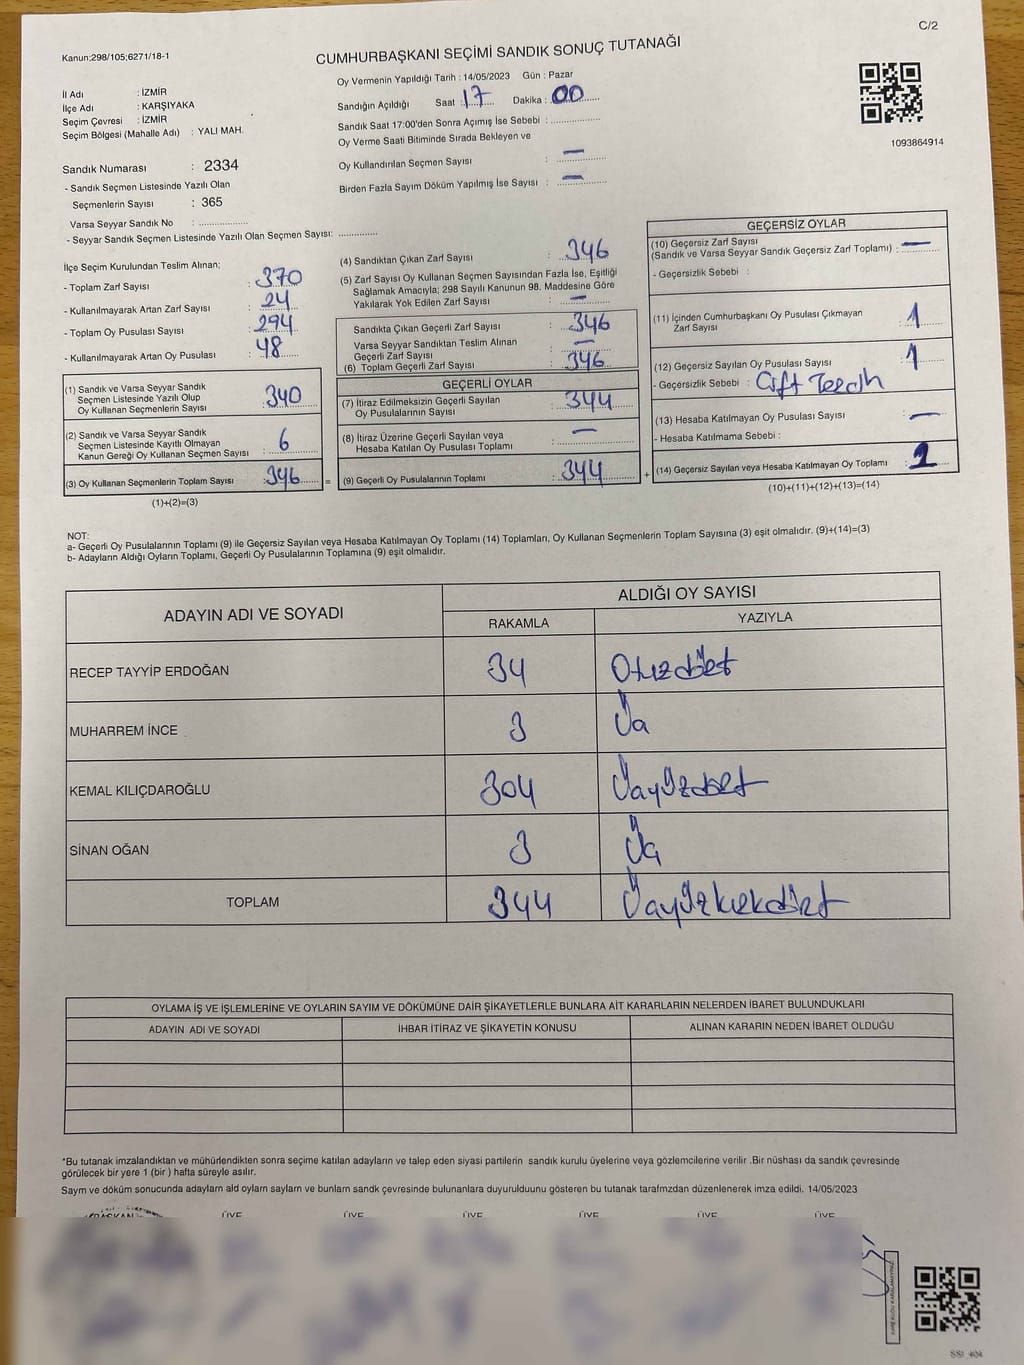 C/2
Kanun:298/105;6271/18-1
CUMHURBAŞKANI SEÇİMİ SANDIK SONUÇ TUTANAĞI
İl Adı : İZMİR
İlçe Adı : KARŞIYAKA
Seçim Çevresi : İZMİR
Seçim Bölgesi (Mahalle Adı) : YALI MAH.
Sandık Numarası : 2334
- Sandık Seçmen Listesinde Yazılı Olan
Seçmenlerin Sayısı : 365
Varsa Seyyar Sandık No :
- Seyyar Sandık Seçmen Listesinde Yazılı Olan Seçmen Sayısı:
Oy Vermenin Yapıldığı Tarih : 14/05/2023 Gün : Pazar
Sandığın Açıldığı Saat : 17 Dakika : 00
Sandık Saat 17:00'den Sonra Açımış İse Sebebi :
Oy Verme Saati Bitiminde Sırada Bekleyen ve
Oy Kullandırılan Seçmen Sayısı : —
Birden Fazla Sayım Döküm Yapılmış İse Sayısı : —
1093864914
İlçe Seçim Kurulundan Teslim Alınan:
- Toplam Zarf Sayısı : 370
- Kullanılmayarak Artan Zarf Sayısı : 24
- Toplam Oy Pusulası Sayısı : 294
- Kullanılmayarak Artan Oy Pusulası : 48
(1) Sandık ve Varsa Seyyar Sandık
Seçmen Listesinde Yazılı Olup
Oy Kullanan Seçmenlerin Sayısı : 340
(2) Sandık ve Varsa Seyyar Sandık
Seçmen Listesinde Kayıtlı Olmayan
Kanun Gereği Oy Kullanan Seçmen Sayısı : 6
(3) Oy Kullanan Seçmenlerin Toplam Sayısı : 346 =
(1)+(2)=(3)
(4) Sandıktan Çıkan Zarf Sayısı : 346
(5) Zarf Sayısı Oy Kullanan Seçmen Sayısından Fazla İse, Eşitliği
Sağlamak Amacıyla; 298 Sayılı Kanunun 98. Maddesine Göre
Yakılarak Yok Edilen Zarf Sayısı : —
Sandıkta Çıkan Geçerli Zarf Sayısı : 346
Varsa Seyyar Sandıktan Teslim Alınan
Geçerli Zarf Sayısı : —
(6) Toplam Geçerli Zarf Sayısı : 346
GEÇERLİ OYLAR
(7) İtiraz Edilmeksizin Geçerli Sayılan
Oy Pusulalarının Sayısı : 344
(8) İtiraz Üzerine Geçerli Sayılan veya
Hesaba Katılan Oy Pusulası Toplamı : —
(9) Geçerli Oy Pusulalarının Toplamı : 344 +
GEÇERSİZ OYLAR
(10) Geçersiz Zarf Sayısı
(Sandık ve Varsa Seyyar Sandık Geçersiz Zarf Toplamı) : —
- Geçersizlik Sebebi :
(11) İçinden Cumhurbaşkanı Oy Pusulası Çıkmayan
Zarf Sayısı : 1
(12) Geçersiz Sayılan Oy Pusulası Sayısı : 1
- Geçersizlik Sebebi : Çift Tercih
(13) Hesaba Katılmayan Oy Pusulası Sayısı : —
- Hesaba Katılmama Sebebi :
(14) Geçersiz Sayılan veya Hesaba Katılmayan Oy Toplamı : 2
(10)+(11)+(12)+(13)=(14)
NOT:
a- Geçerli Oy Pusulalarının Toplamı (9) ile Geçersiz Sayılan veya Hesaba Katılmayan Oy Toplamı (14) Toplamları, Oy Kullanan Seçmenlerin Toplam Sayısına (3) eşit olmalıdır. (9)+(14)=(3)
b- Adayların Aldığı Oyların Toplamı, Geçerli Oy Pusulalarının Toplamına (9) eşit olmalıdır.
ADAYIN ADI VE SOYADI ALDIĞI OY SAYISI
RAKAMLA YAZIYLA
RECEP TAYYİP ERDOĞAN 34 Otuzdört
MUHARREM İNCE 3 Üç
KEMAL KILIÇDAROĞLU 304 Üçyüzdört
SİNAN OĞAN 3 Üç
TOPLAM 344 Üçyüzkırkdört
OYLAMA İŞ VE İŞLEMLERİNE VE OYLARIN SAYIM VE DÖKÜMÜNE DAİR ŞİKAYETLERLE BUNLARA AİT KARARLARIN NELERDEN İBARET BULUNDUKLARI
ADAYIN ADI VE SOYADI İHBAR İTİRAZ VE ŞİKAYETİN KONUSU ALINAN KARARIN NEDEN İBARET OLDUĞU
*Bu tutanak imzalandıktan ve mühürlendikten sonra seçime katılan adayların ve talep eden siyasi partilerin sandık kurulu üyelerine veya gözlemcilerine verilir .Bir nüshası da sandık çevresinde
görülecek bir yere 1 (bir ) hafta süreyle asılır.
Sayım ve döküm sonucunda adayların ald oyların sayları ve bunların sandk çevresinde bulunanlara duyurulduunu gösteren bu tutanak tarafmzdan düzenlenerek imza edildi. 14/05/2023
BAŞKAN ÜYE ÜYE ÜYE ÜYE ÜYE ÜYE